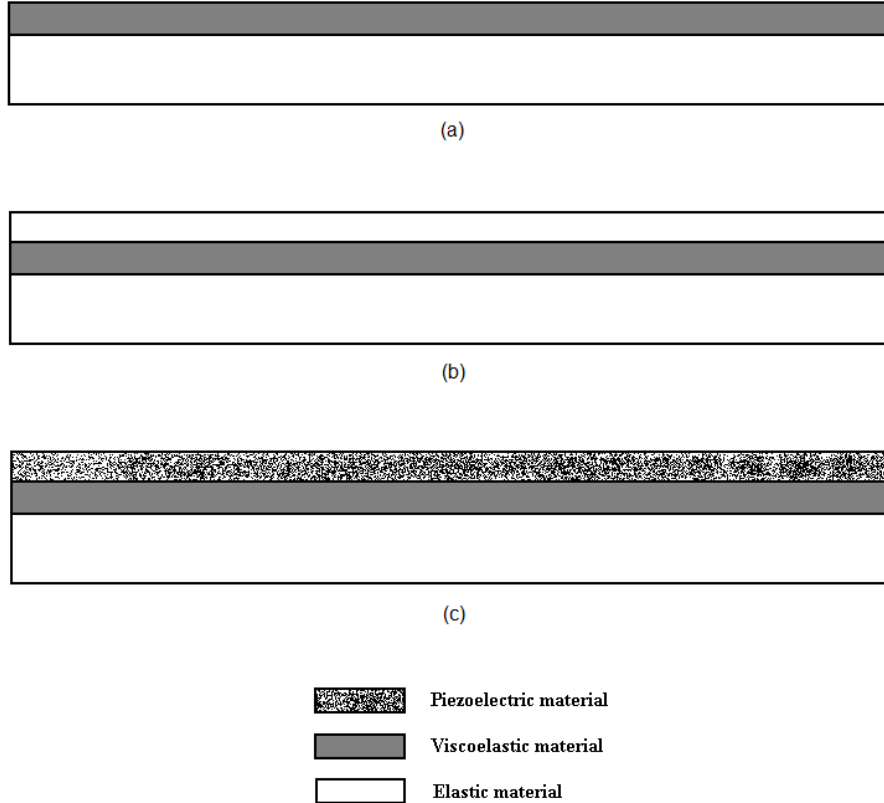 (a)
(b)
(c)
Piezoelectric material
Viscoelastic material
Elastic material